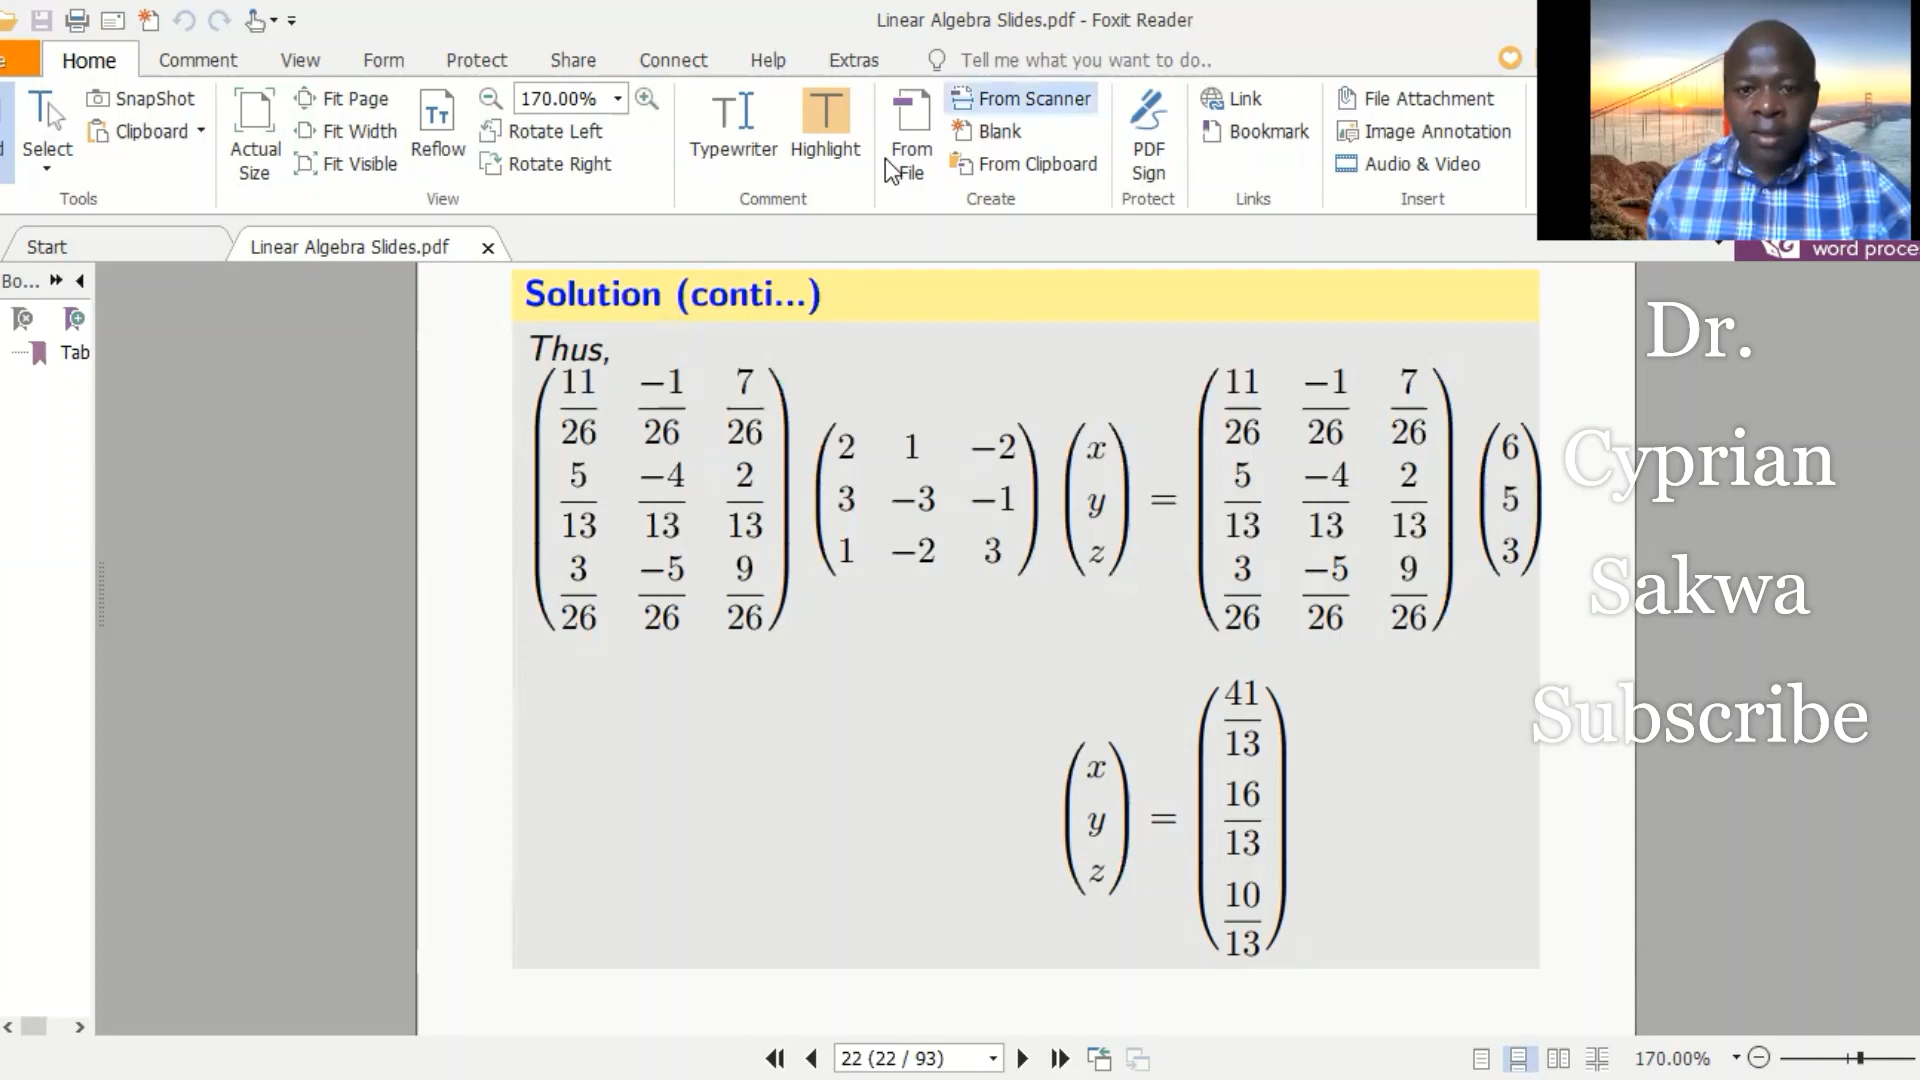 Linear Algebra Slides.pdf - Foxit Reader
Home Comment View Form Protect Share Connect Help Extras Tell me what you want to do..
SnapShot
Clipboard
Select
Tools
Actual Size
Fit Page
Fit Width
Fit Visible
Reflow
170.00%
Rotate Left
Rotate Right
View
Typewriter
Highlight
Comment
From File
From Scanner
Blank
From Clipboard
Create
PDF Sign
Protect
Link
Bookmark
Links
File Attachment
Image Annotation
Audio & Video
Insert
Start
Linear Algebra Slides.pdf
word proce
Bo...
Tab
Solution (conti...)
Thus,
(11/26 −1/26 7/26) (2 1 −2) (x) = (11/26 −1/26 7/26) (6)
(5/13 −4/13 2/13) (3 −3 −1) (y) = (5/13 −4/13 2/13) (5)
(3/26 −5/26 9/26) (1 −2 3) (z) = (3/26 −5/26 9/26) (3)
(x) = (41/13)
(y) = (16/13)
(z) = (10/13)
Dr.
Cyprian
Sakwa
Subscribe
22 (22 / 93)
170.00%